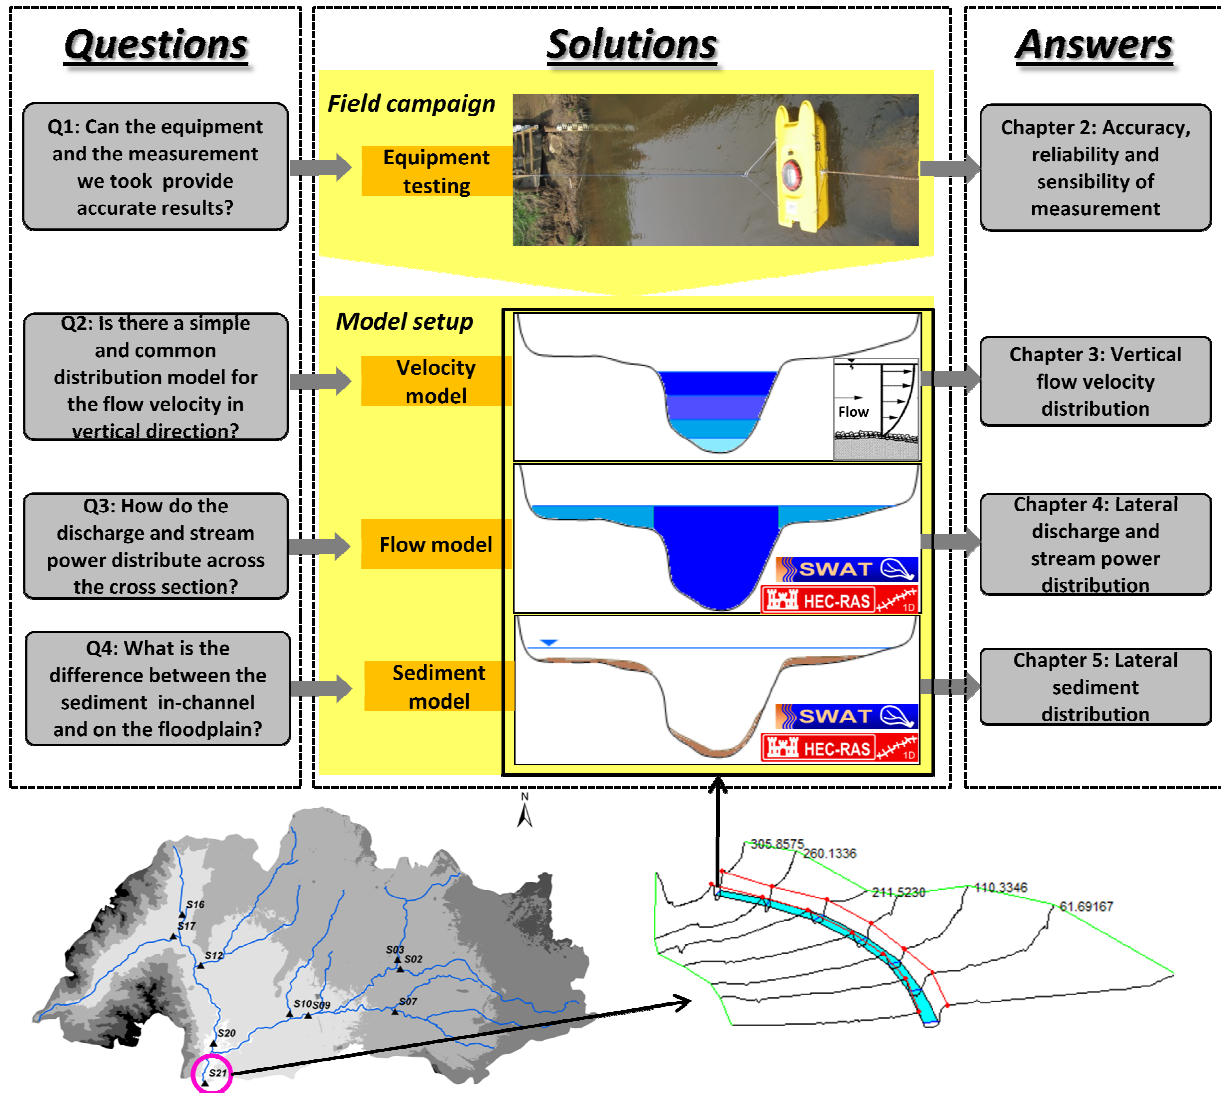 Questions
Solutions
Answers
Q1: Can the equipment
and the measurement
we took provide
accurate results?
Field campaign
Equipment
testing
Chapter 2: Accuracy,
reliability and
sensibility of
measurement
Q2: Is there a simple
and common
distribution model for
the flow velocity in
vertical direction?
Model setup
Velocity
model
Flow
Chapter 3: Vertical
flow velocity
distribution
Q3: How do the
discharge and stream
power distribute across
the cross section?
Flow model
SWAT
HEC-RAS
1D
Chapter 4: Lateral
discharge and
stream power
distribution
Q4: What is the
difference between the
sediment in-channel
and on the floodplain?
Sediment
model
SWAT
HEC-RAS
1D
Chapter 5: Lateral
sediment
distribution
N
S16
S17
S12
S03
S02
S10
S09
S07
S20
S21
305.8575
260.1336
211.5230
110.3346
61.69167